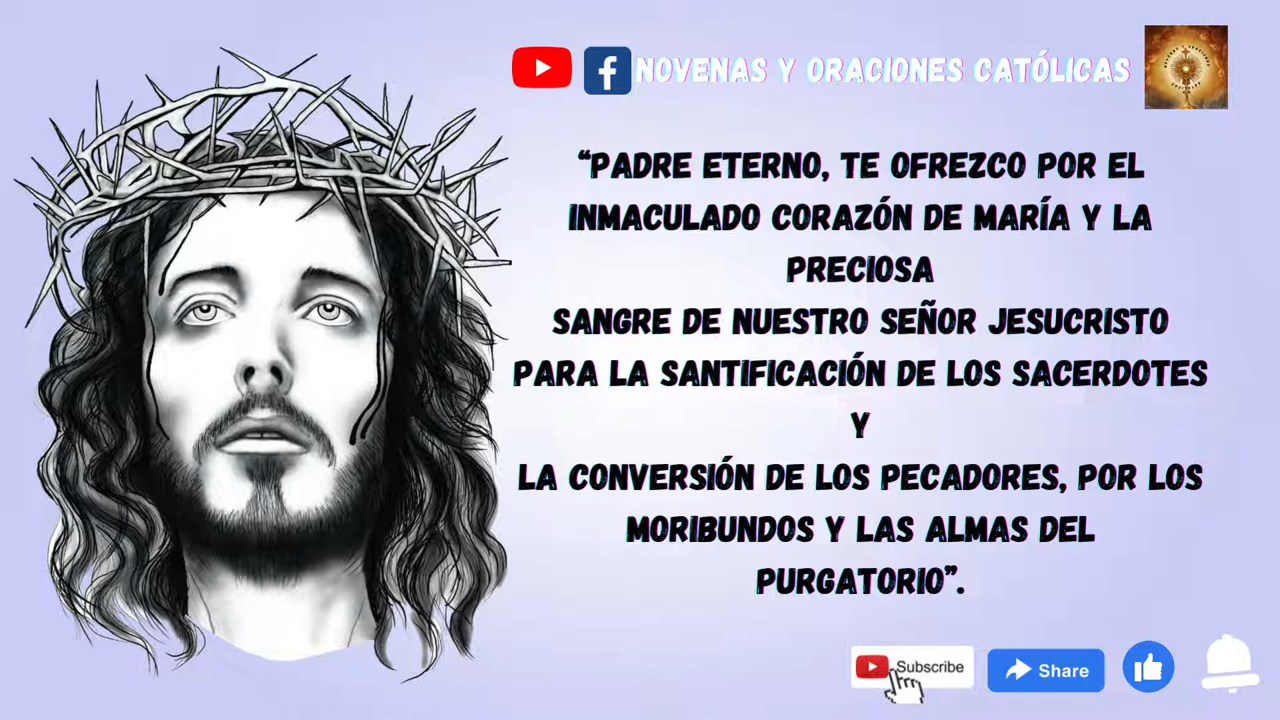 NOVENAS Y ORACIONES CATÓLICAS
“PADRE ETERNO, TE OFREZCO POR EL
INMACULADO CORAZÓN DE MARÍA Y LA
PRECIOSA
SANGRE DE NUESTRO SEÑOR JESUCRISTO
PARA LA SANTIFICACIÓN DE LOS SACERDOTES
Y
LA CONVERSIÓN DE LOS PECADORES, POR LOS
MORIBUNDOS Y LAS ALMAS DEL
PURGATORIO”.
Subscribe
Share